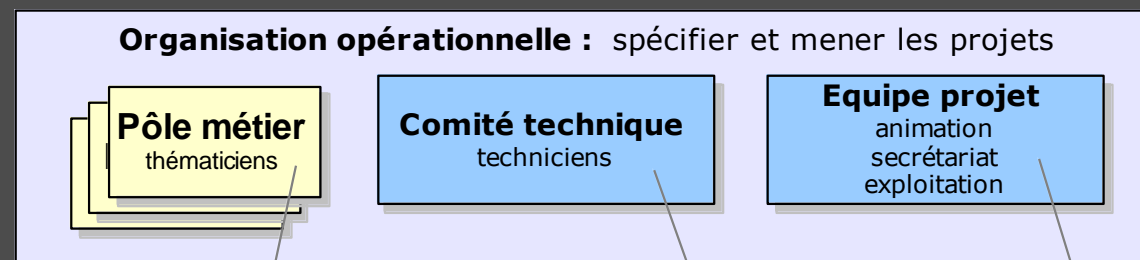 Organisation opérationnelle : spécifier et mener les projets
Pôle métier
thématiciens
Comité technique
techniciens
Equipe projet
animation
secrétariat
exploitation